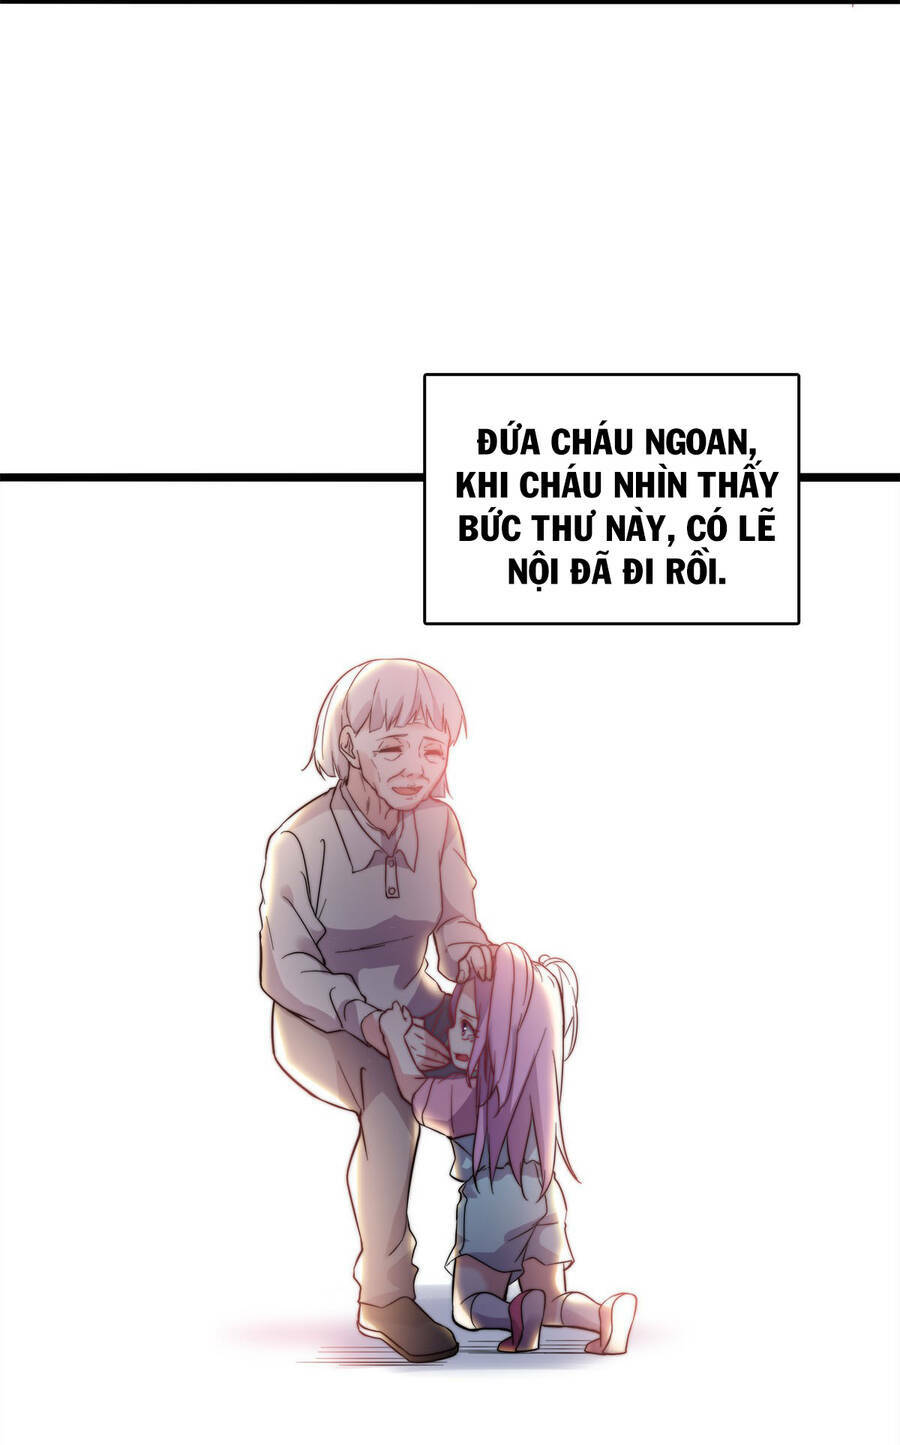 ĐỨA CHÁU NGOAN,
KHI CHÁU NHÌN THẤY
BỨC THƯ NÀY, CÓ LẼ
NỘI ĐÃ ĐI RỒI.